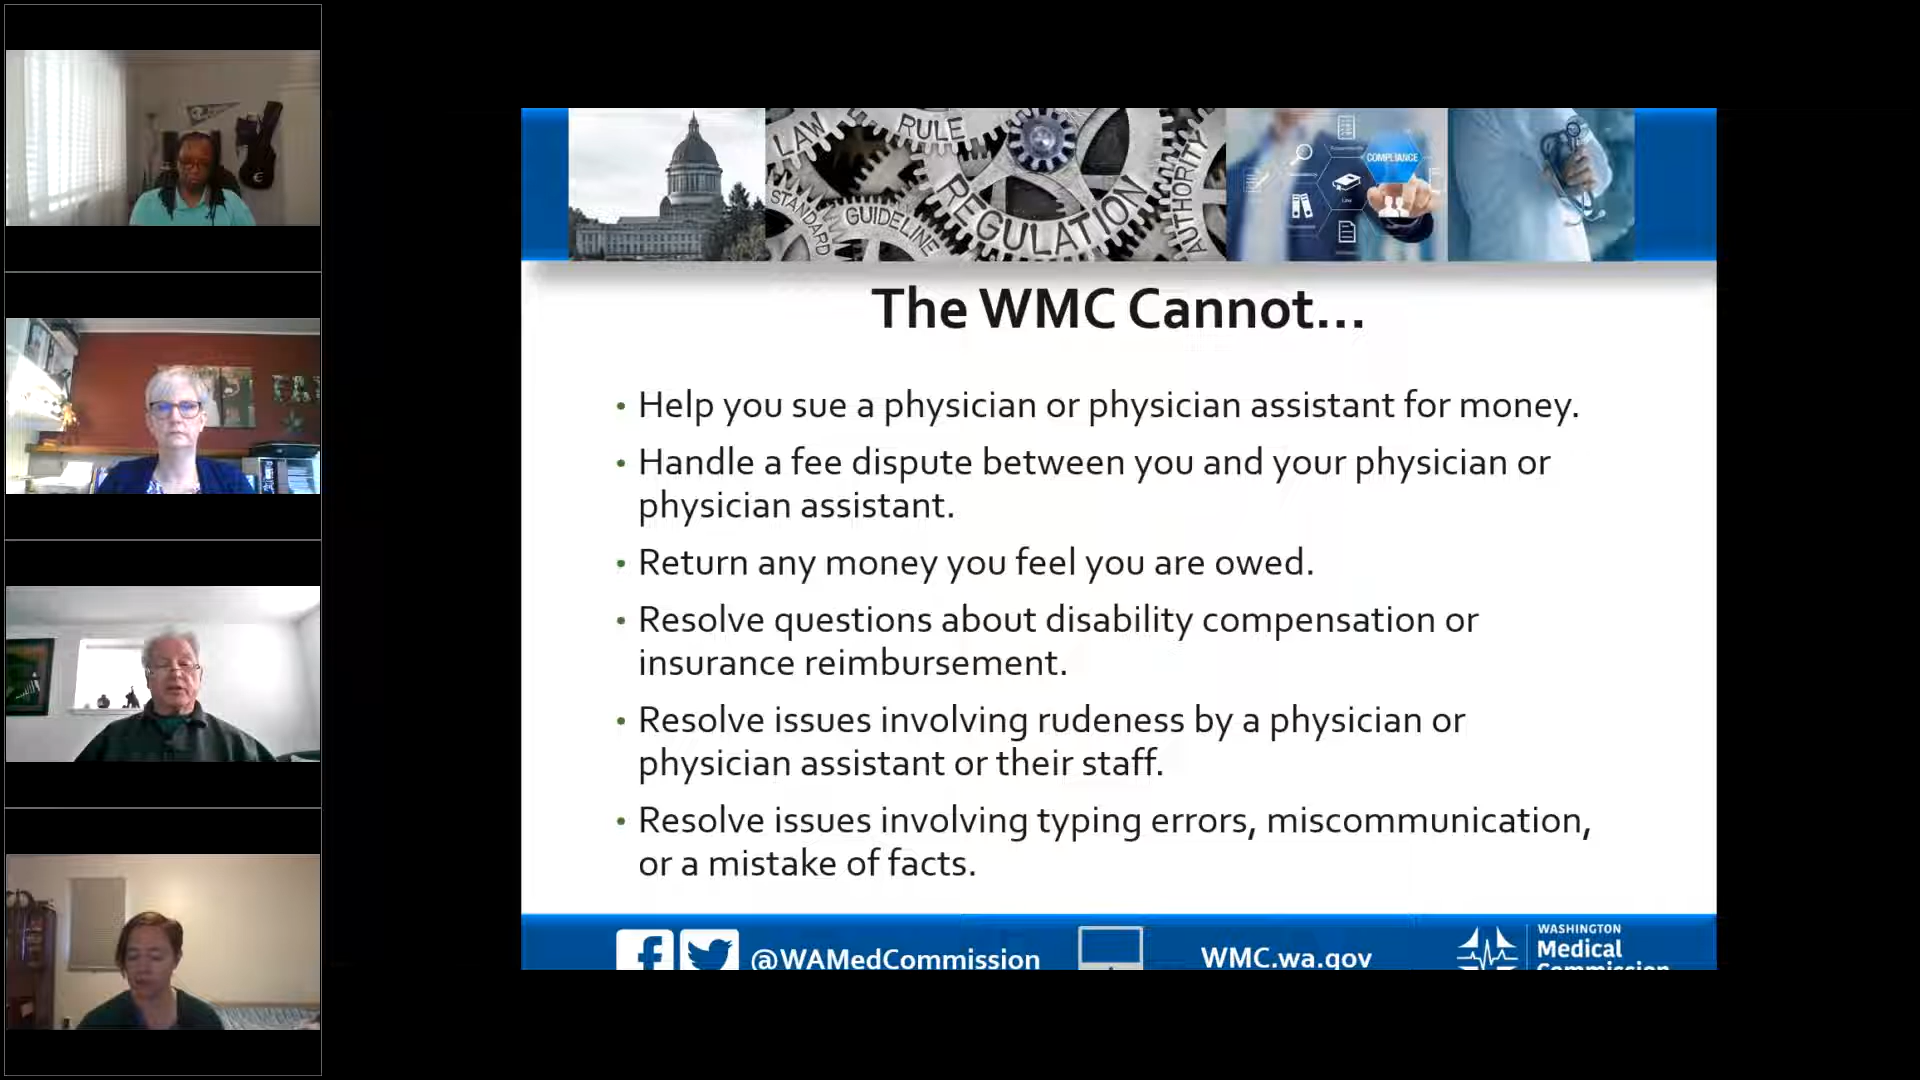 LAW
RULE
STANDARD
GUIDELINE
REGULATION
AUTHORITY
COMPLIANCE
Law
The WMC Cannot...
• Help you sue a physician or physician assistant for money.
• Handle a fee dispute between you and your physician or
physician assistant.
• Return any money you feel you are owed.
• Resolve questions about disability compensation or
insurance reimbursement.
• Resolve issues involving rudeness by a physician or
physician assistant or their staff.
• Resolve issues involving typing errors, miscommunication,
or a mistake of facts.
@WAMedCommission
WMC.wa.gov
WASHINGTON
Medical
Commission